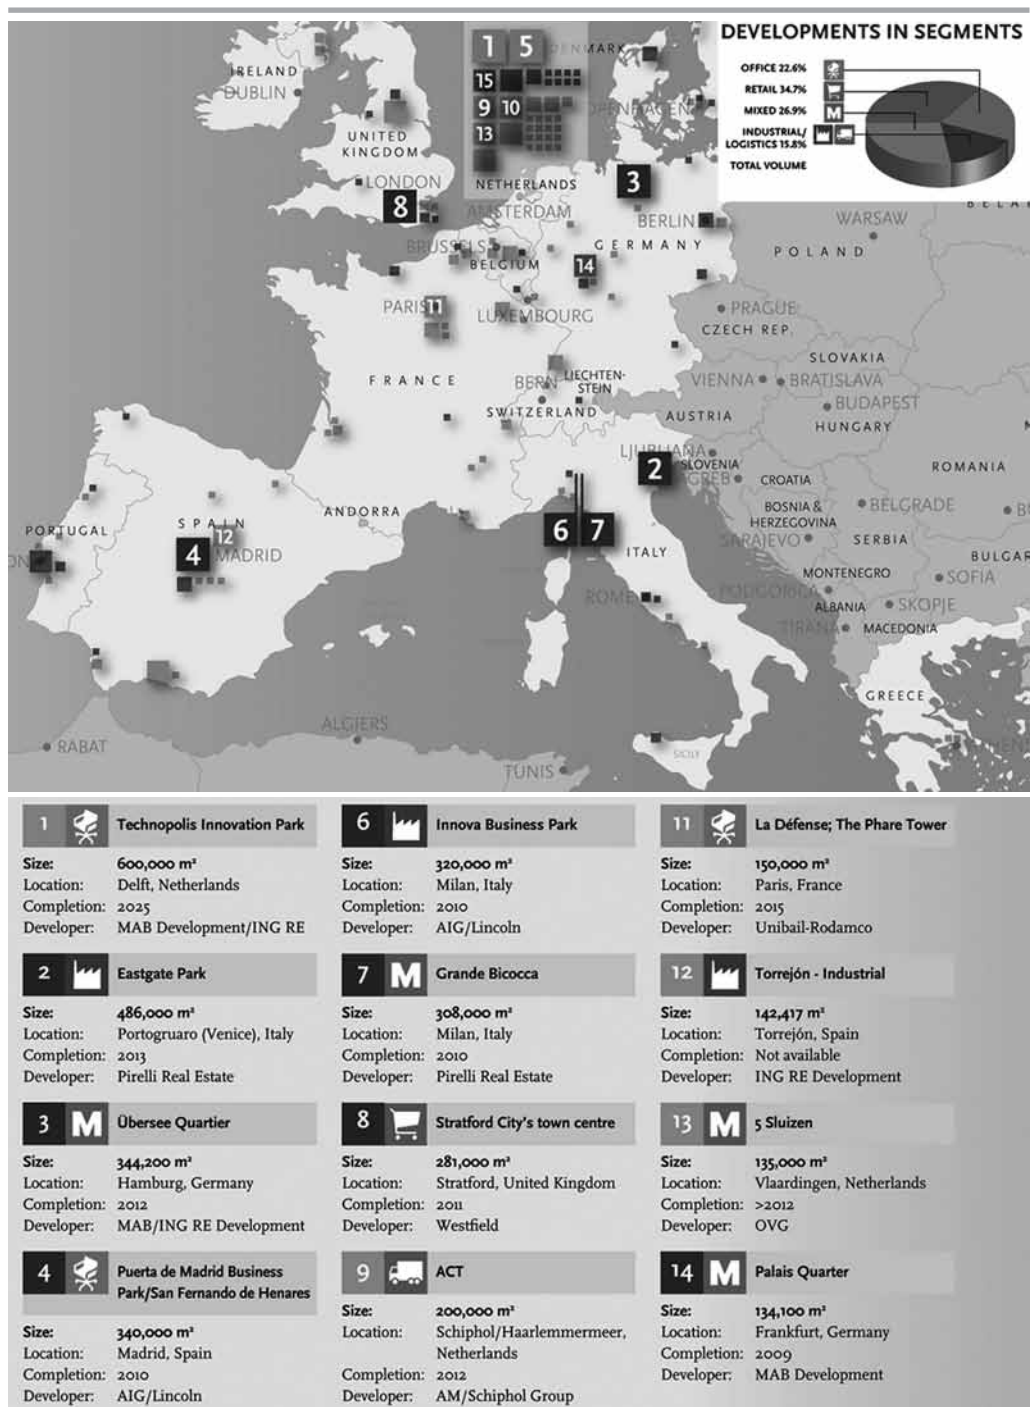 DEVELOPMENTS IN SEGMENTS
OFFICE 22.6%
RETAIL 34.7%
MIXED 26.9%
INDUSTRIAL/
LOGISTICS 15.8%
TOTAL VOLUME
1 5
15
9 10
13
IRELAND
DUBLIN
UNITED
KINGDOM
LONDON
8
NETHERLANDS
AMSTERDAM
3
BERLIN
GERMANY
BRUSSELS
BELGIUM
14
WARSAW
POLAND
PARIS
11
LUXEMBOURG
PRAGUE
CZECH REP.
SLOVAKIA
FRANCE
BERN
LIECHTEN-
STEIN
SWITZERLAND
VIENNA
BRATISLAVA
BUDAPEST
AUSTRIA
HUNGARY
LJUBLJANA
2
SLOVENIA
CROATIA
ROMANIA
ANDORRA
PORTUGAL
SPAIN
12
4
MADRID
6 7
ITALY
BOSNIA &
HERZEGOVINA
BELGRADE
SARAJEVO
SERBIA
MONTENEGRO
PODGORICA
SOFIA
ROME
ALBANIA
SKOPJE
TIRANA
MACEDONIA
GREECE
ALGIERS
RABAT
TUNIS
SICILY
1 Technopolis Innovation Park
Size: 600,000 m²
Location: Delft, Netherlands
Completion: 2025
Developer: MAB Development/ING RE
2 Eastgate Park
Size: 486,000 m²
Location: Portogruaro (Venice), Italy
Completion: 2013
Developer: Pirelli Real Estate
3 M Übersee Quartier
Size: 344,200 m²
Location: Hamburg, Germany
Completion: 2012
Developer: MAB/ING RE Development
4 Puerta de Madrid Business
Park/San Fernando de Henares
Size: 340,000 m²
Location: Madrid, Spain
Completion: 2010
Developer: AIG/Lincoln
6 Innova Business Park
Size: 320,000 m²
Location: Milan, Italy
Completion: 2010
Developer: AIG/Lincoln
7 M Grande Bicocca
Size: 308,000 m²
Location: Milan, Italy
Completion: 2010
Developer: Pirelli Real Estate
8 Stratford City's town centre
Size: 281,000 m²
Location: Stratford, United Kingdom
Completion: 2011
Developer: Westfield
9 ACT
Size: 200,000 m²
Location: Schiphol/Haarlemmermeer,
Netherlands
Completion: 2012
Developer: AM/Schiphol Group
11 La Défense; The Phare Tower
Size: 150,000 m²
Location: Paris, France
Completion: 2015
Developer: Unibail-Rodamco
12 Torrejón - Industrial
Size: 142,417 m²
Location: Torrejón, Spain
Completion: Not available
Developer: ING RE Development
13 M 5 Sluizen
Size: 135,000 m²
Location: Vlaardingen, Netherlands
Completion: >2012
Developer: OVG
14 M Palais Quarter
Size: 134,100 m²
Location: Frankfurt, Germany
Completion: 2009
Developer: MAB Development